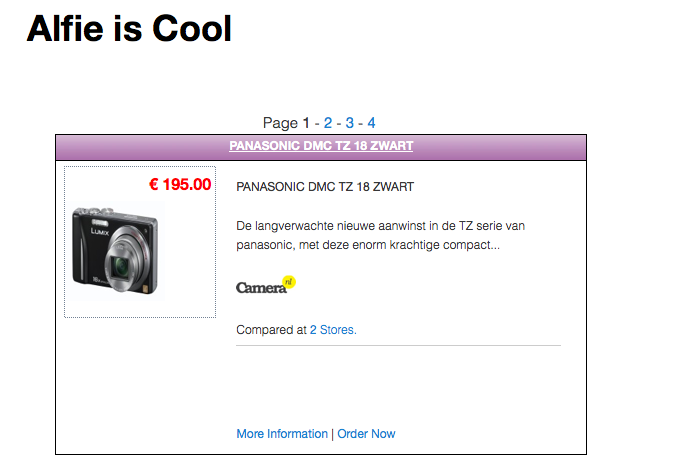 Alfie is Cool
Page 1 - 2 - 3 - 4
PANASONIC DMC TZ 18 ZWART
€ 195.00
LUMIX
PANASONIC DMC TZ 18 ZWART
De langverwachte nieuwe aanwinst in de TZ serie van
panasonic, met deze enorm krachtige compact...
Camera nl
Compared at 2 Stores.
More Information | Order Now